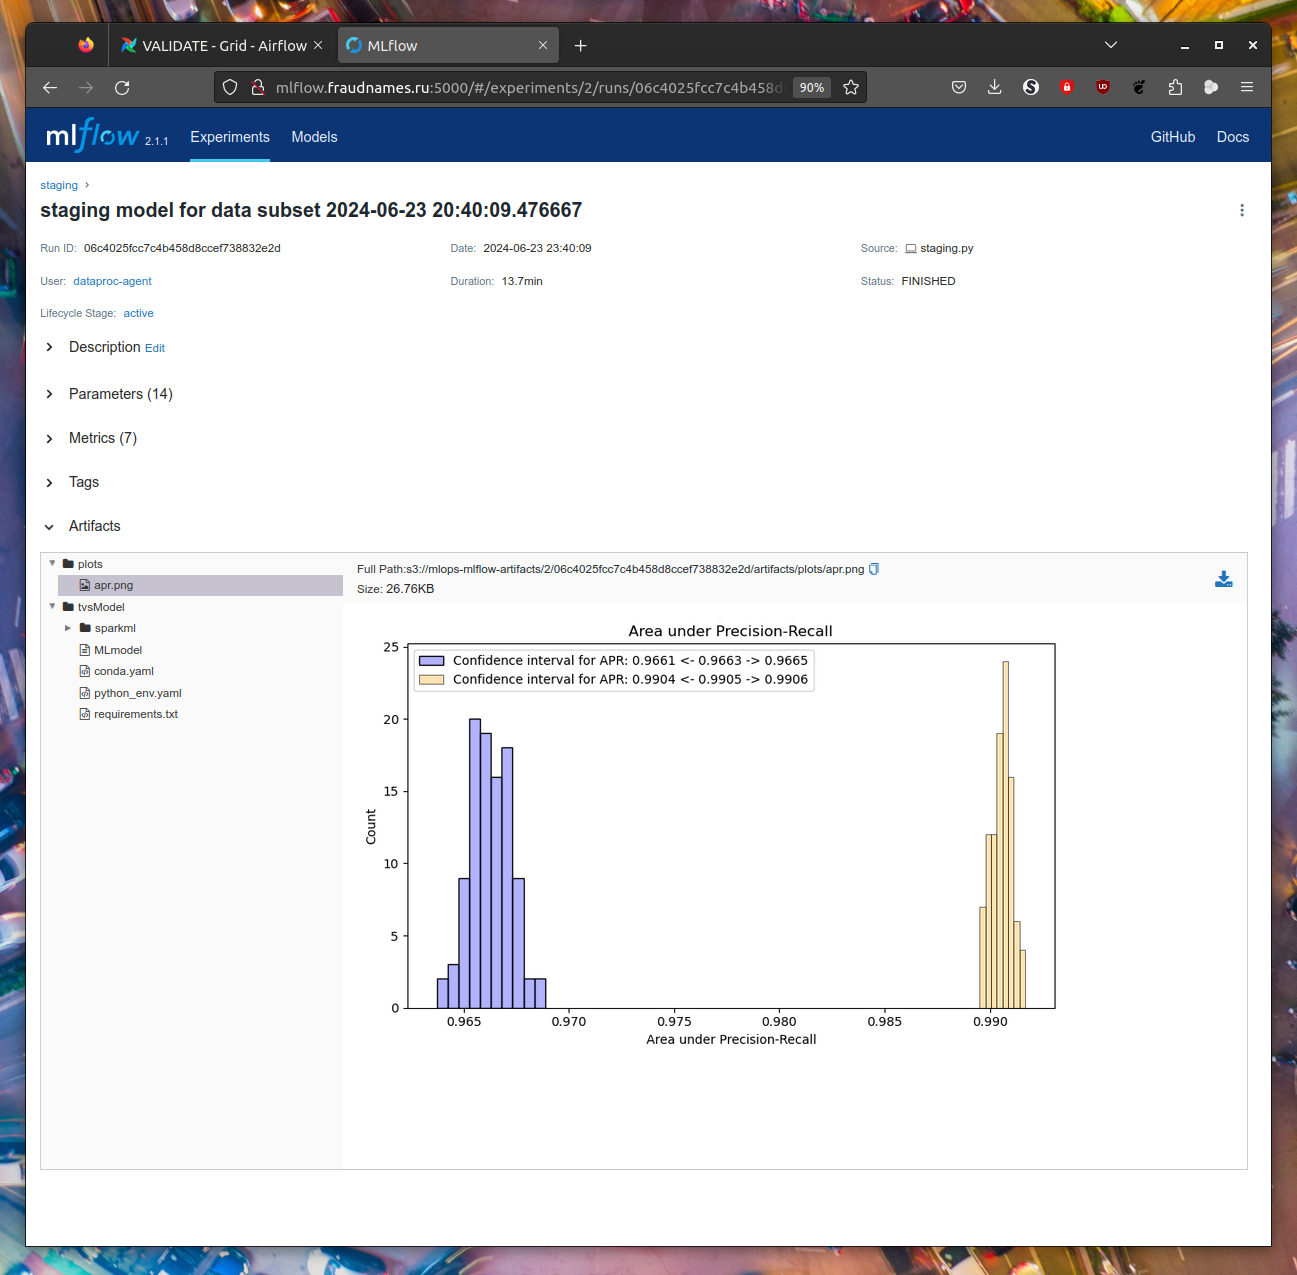 VALIDATE - Grid - Airflow
MLflow
mlflow.fraudnames.ru:5000/#/experiments/2/runs/06c4025fcc7c4b458d
90%
mlflow 2.1.1
Experiments
Models
GitHub
Docs
staging
staging model for data subset 2024-06-23 20:40:09.476667
Run ID: 06c4025fcc7c4b458d8ccef738832e2d
Date: 2024-06-23 23:40:09
Source: staging.py
User: dataproc-agent
Duration: 13.7min
Status: FINISHED
Lifecycle Stage: active
Description Edit
Parameters (14)
Metrics (7)
Tags
Artifacts
plots
apr.png
tvsModel
sparkml
MLmodel
conda.yaml
python_env.yaml
requirements.txt
Full Path:s3://mlops-mlflow-artifacts/2/06c4025fcc7c4b458d8ccef738832e2d/artifacts/plots/apr.png
Size: 26.76KB
Area under Precision-Recall
Confidence interval for APR: 0.9661 <- 0.9663 -> 0.9665
Confidence interval for APR: 0.9904 <- 0.9905 -> 0.9906
25
20
15
10
5
0
Count
0.965
0.970
0.975
0.980
0.985
0.990
Area under Precision-Recall